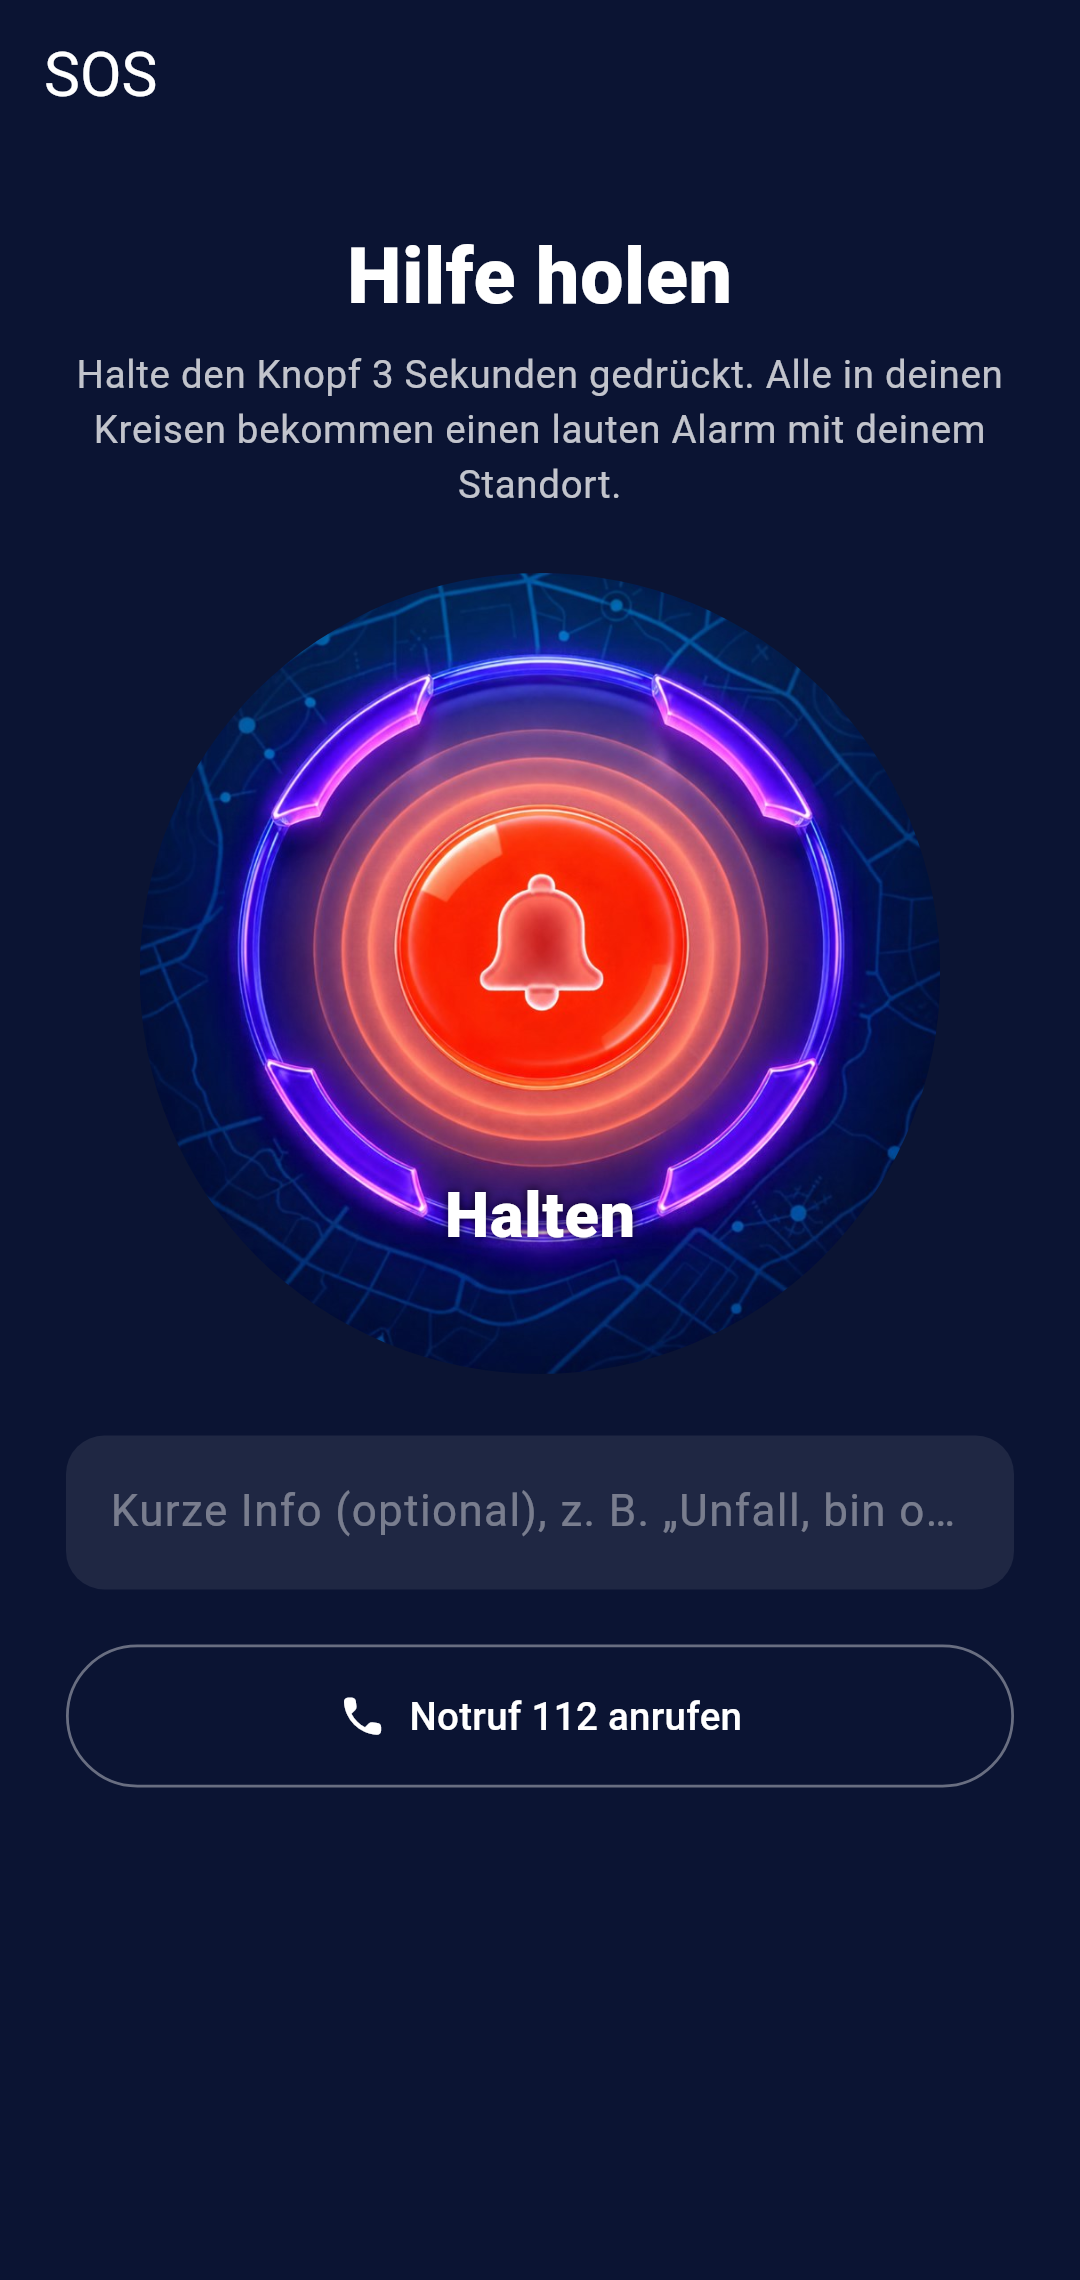 SOS
Hilfe holen
Halte den Knopf 3 Sekunden gedrückt. Alle in deinen
Kreisen bekommen einen lauten Alarm mit deinem
Standort.
Halten
Kurze Info (optional), z. B. „Unfall, bin o…
Notruf 112 anrufen